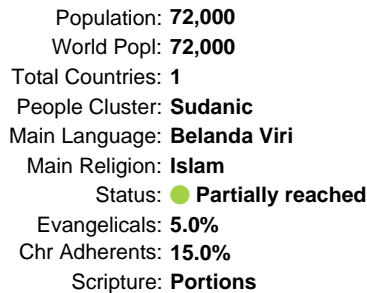 Population: 72,000
World Popl: 72,000
Total Countries: 1
People Cluster: Sudanic
Main Language: Belanda Viri
Main Religion: Islam
Status: Partially reached
Evangelicals: 5.0%
Chr Adherents: 15.0%
Scripture: Portions